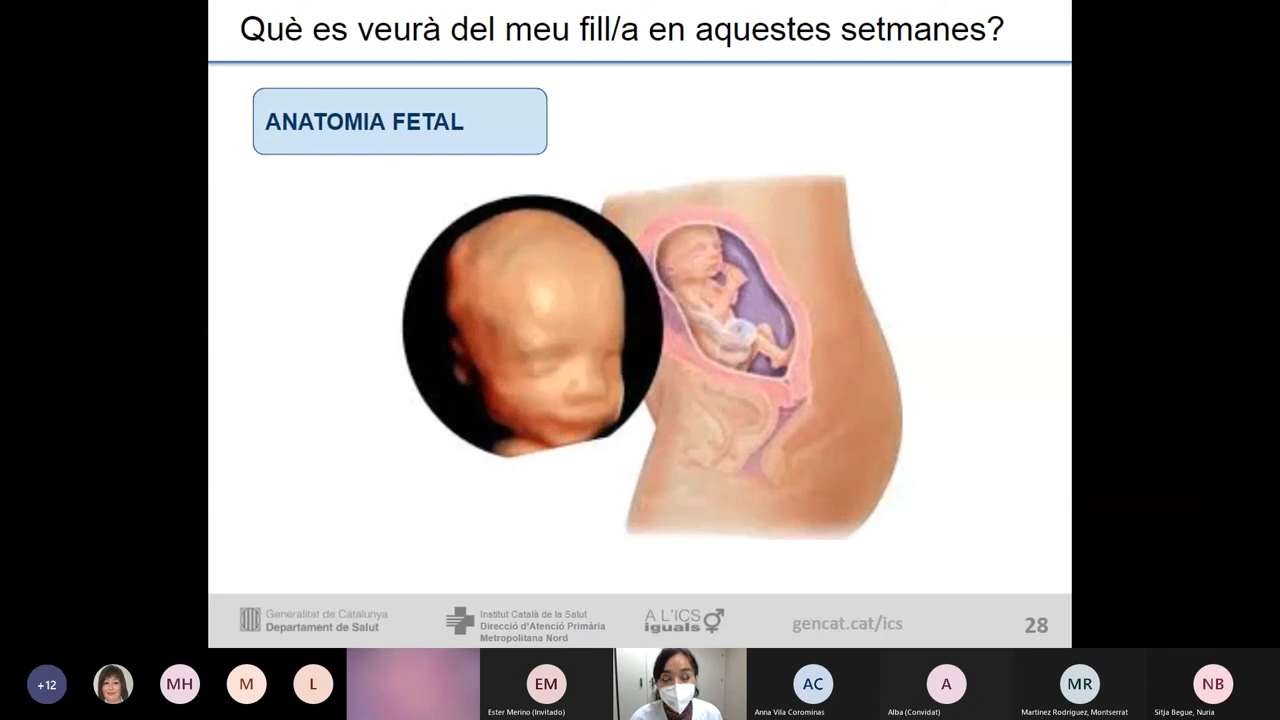 Què es veurà del meu fill/a en aquestes setmanes?
ANATOMIA FETAL
Generalitat de Catalunya
Departament de Salut
Institut Català de la Salut
Direcció d'Atenció Primària
Metropolitana Nord
A L'ICS
iguals
gencat.cat/ics
28
+12
MH
M
L
EM
Ester Merino (Invitado)
AC
Anna Vila Corominas
A
Alba (Convidat)
MR
Martinez Rodriguez, Montserrat
NB
Sitja Begue, Nuria